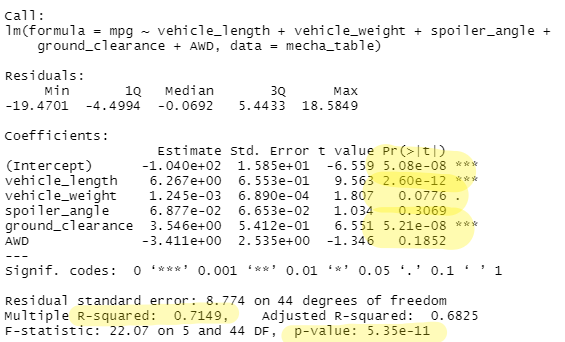 Call:
lm(formula = mpg ~ vehicle_length + vehicle_weight + spoiler_angle +
    ground_clearance + AWD, data = mecha_table)
Residuals:
     Min       1Q   Median       3Q      Max
-19.4701  -4.4994  -0.0692   5.4433  18.5849
Coefficients:
                   Estimate Std. Error t value Pr(>|t|)
(Intercept)      -1.040e+02  1.585e+01  -6.559 5.08e-08 ***
vehicle_length    6.267e+00  6.553e-01   9.563 2.60e-12 ***
vehicle_weight    1.245e-03  6.890e-04   1.807   0.0776 .
spoiler_angle     6.877e-02  6.653e-02   1.034   0.3069
ground_clearance  3.546e+00  5.412e-01   6.551 5.21e-08 ***
AWD              -3.411e+00  2.535e+00  -1.346   0.1852
---
Signif. codes:  0 ‘***’ 0.001 ‘**’ 0.01 ‘*’ 0.05 ‘.’ 0.1 ‘ ’ 1
Residual standard error: 8.774 on 44 degrees of freedom
Multiple R-squared:  0.7149,    Adjusted R-squared:  0.6825
F-statistic: 22.07 on 5 and 44 DF,  p-value: 5.35e-11